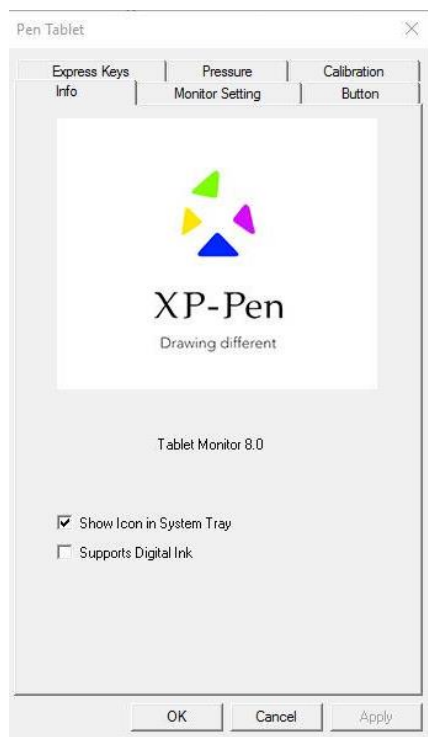 Pen Tablet
Express Keys Pressure Calibration
Info Monitor Setting Button
XP-Pen
Drawing different
Tablet Monitor 8.0
Show Icon in System Tray
Supports Digital Ink
OK Cancel Apply